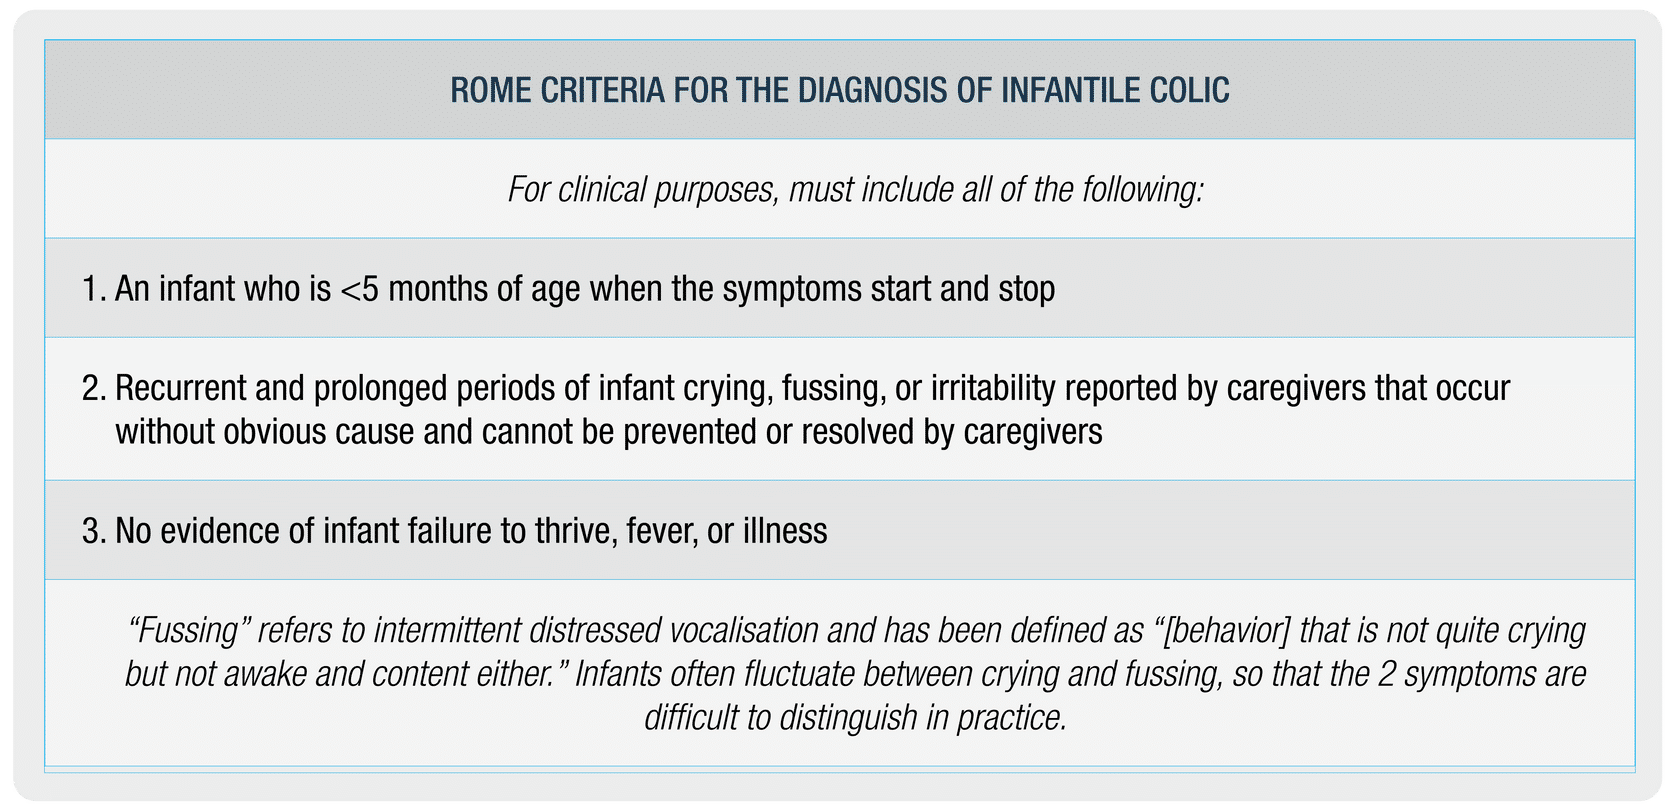 ROME CRITERIA FOR THE DIAGNOSIS OF INFANTILE COLIC
For clinical purposes, must include all of the following:
1. An infant who is <5 months of age when the symptoms start and stop
2. Recurrent and prolonged periods of infant crying, fussing, or irritability reported by caregivers that occur
without obvious cause and cannot be prevented or resolved by caregivers
3. No evidence of infant failure to thrive, fever, or illness
“Fussing” refers to intermittent distressed vocalisation and has been defined as “[behavior] that is not quite crying
but not awake and content either.” Infants often fluctuate between crying and fussing, so that the 2 symptoms are
difficult to distinguish in practice.